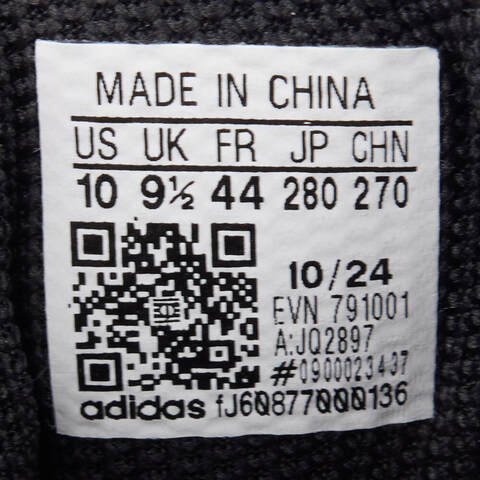 MADE IN CHINA
US UK FR JP CHN
10 9½ 44 280 270
10/24
EVN 791001
A:JQ2897
#0900023437
adidas fJ60877000136